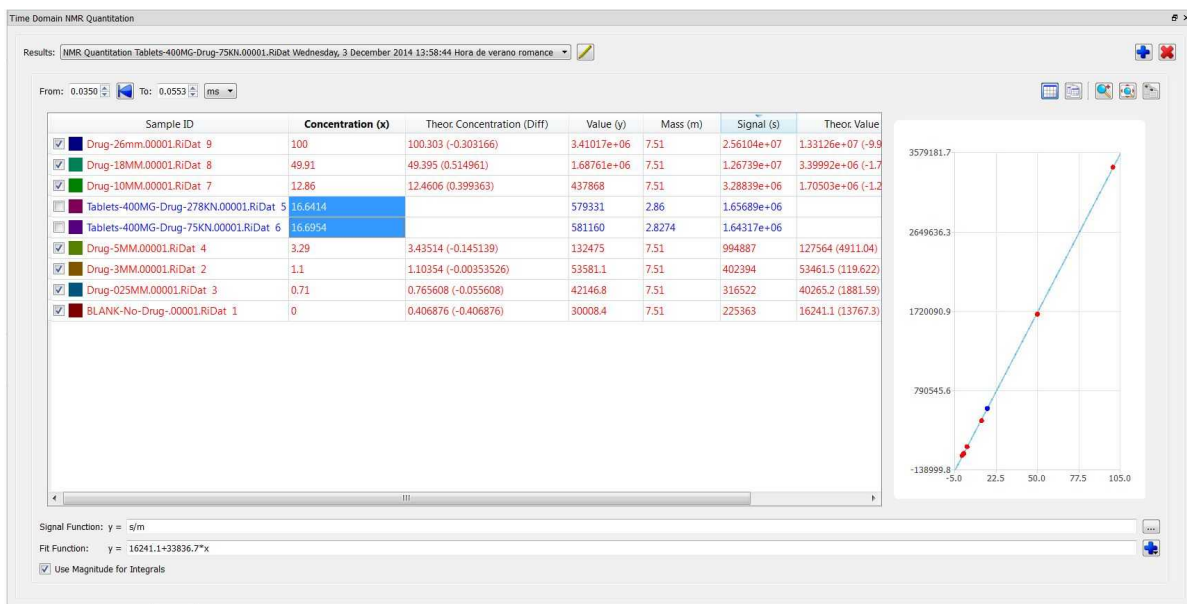 Time Domain NMR Quantitation
Results: NMR Quantitation Tablets-400MG-Drug-75KN.00001.RiDat Wednesday, 3 December 2014 13:58:44 Hora de verano romance
From: 0.0350 To: 0.0553 ms
Sample ID Concentration (x) Theor. Concentration (Diff) Value (y) Mass (m) Signal (s) Theor. Value
Drug-26mm.00001.RiDat 9 100 100.303 (-0.303166) 3.41017e+06 7.51 2.56104e+07 1.33126e+07 (-9.9
Drug-18MM.00001.RiDat 8 49.91 49.395 (0.514961) 1.68761e+06 7.51 1.26739e+07 3.39992e+06 (-1.7
Drug-10MM.00001.RiDat 7 12.86 12.4606 (0.399363) 437868 7.51 3.28839e+06 1.70503e+06 (-1.2
Tablets-400MG-Drug-278KN.00001.RiDat 5 16.6414 579331 2.86 1.65689e+06
Tablets-400MG-Drug-75KN.00001.RiDat 6 16.6954 581160 2.8274 1.64317e+06
Drug-5MM.00001.RiDat 4 3.29 3.43514 (-0.145139) 132475 7.51 994887 127564 (4911.04)
Drug-3MM.00001.RiDat 2 1.1 1.10354 (-0.00353526) 53581.1 7.51 402394 53461.5 (119.622)
Drug-025MM.00001.RiDat 3 0.71 0.765608 (-0.055608) 42146.8 7.51 316522 40265.2 (1881.59)
BLANK-No-Drug-.00001.RiDat 1 0 0.406876 (-0.406876) 30008.4 7.51 225363 16241.1 (13767.3)
3579181.7
2649636.3
1720090.9
790545.6
-138999.8
-5.0 22.5 50.0 77.5 105.0
Signal Function: y = s/m
...
Fit Function: y = 16241.1+33836.7*x
Use Magnitude for Integrals